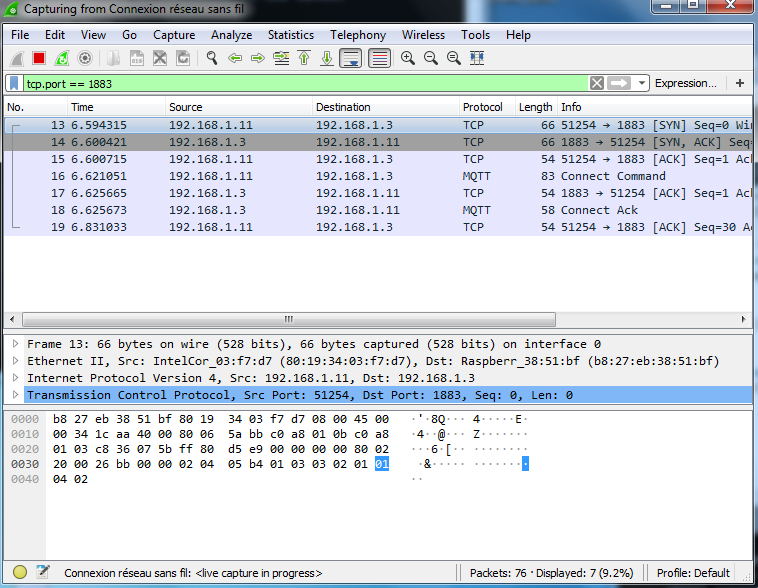 Capturing from Connexion réseau sans fil
File Edit View Go Capture Analyze Statistics Telephony Wireless Tools Help
tcp.port == 1883 Expression... +
No. Time Source Destination Protocol Length Info
13 6.594315 192.168.1.11 192.168.1.3 TCP 66 51254 → 1883 [SYN] Seq=0 Win
14 6.600421 192.168.1.3 192.168.1.11 TCP 66 1883 → 51254 [SYN, ACK] Seq=
15 6.600715 192.168.1.11 192.168.1.3 TCP 54 51254 → 1883 [ACK] Seq=1 Ack
16 6.621051 192.168.1.11 192.168.1.3 MQTT 83 Connect Command
17 6.625665 192.168.1.3 192.168.1.11 TCP 54 1883 → 51254 [ACK] Seq=1 Ack
18 6.625673 192.168.1.3 192.168.1.11 MQTT 58 Connect Ack
19 6.831033 192.168.1.11 192.168.1.3 TCP 54 51254 → 1883 [ACK] Seq=30 A
Frame 13: 66 bytes on wire (528 bits), 66 bytes captured (528 bits) on interface 0
Ethernet II, Src: IntelCor_03:f7:d7 (80:19:34:03:f7:d7), Dst: Raspberr_38:51:bf (b8:27:eb:38:51:bf)
Internet Protocol Version 4, Src: 192.168.1.11, Dst: 192.168.1.3
Transmission Control Protocol, Src Port: 51254, Dst Port: 1883, Seq: 0, Len: 0
0000 b8 27 eb 38 51 bf 80 19 34 03 f7 d7 08 00 45 00 ·'·8Q··· 4·····E·
0010 00 34 1c aa 40 00 80 06 5a bb c0 a8 01 0b c0 a8 ·4··@··· Z·······
0020 01 03 c8 36 07 5b ff 80 d5 e9 00 00 00 00 80 02 ···6·[·· ········
0030 20 00 26 bb 00 00 02 04 05 b4 01 03 03 02 01 01 ·&····· ········
0040 04 02 ··
Connexion réseau sans fil: <live capture in progress> Packets: 76 · Displayed: 7 (9.2%) Profile: Default